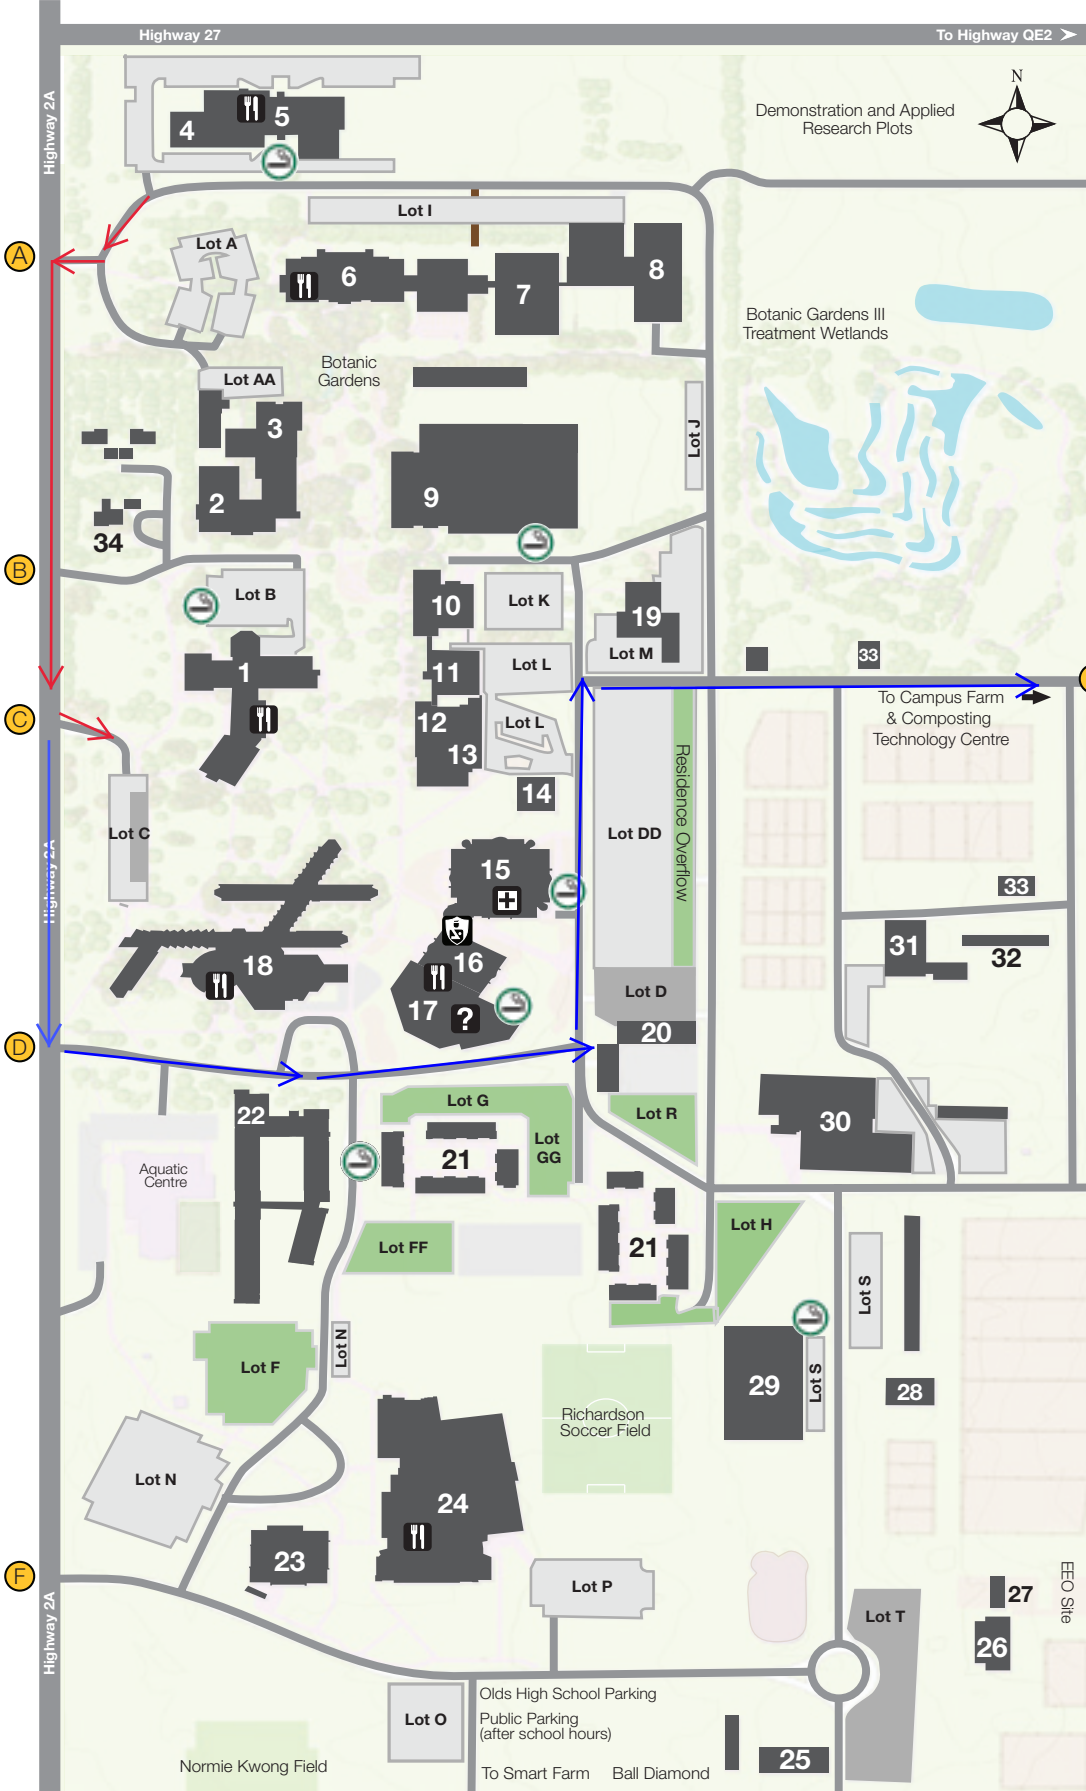 Highway 27
To Highway QE2
Highway 2A
N
Demonstration and Applied
Research Plots
4
5
Lot I
A
Lot A
6
7
8
Botanic Gardens III
Treatment Wetlands
Botanic
Gardens
Lot AA
3
Lot J
2
9
34
B
Lot B
10
Lot K
19
Lot M
33
1
11
Lot L
To Campus Farm
& Composting
Technology Centre
C
12
Lot L
13
14
Residence Overflow
Lot C
Lot DD
Highway 2A
15
33
31
32
16
18
17
?
Lot D
20
D
22
Lot G
Lot R
30
Lot
GG
21
Aquatic
Centre
Lot H
Lot FF
21
Lot S
Lot N
Lot F
29
Lot S
28
Richardson
Soccer Field
Lot N
24
23
F
Highway 2A
Lot P
EEO Site
27
Lot T
26
Olds High School Parking
Lot O
Public Parking
(after school hours)
25
Normie Kwong Field
To Smart Farm
Ball Diamond